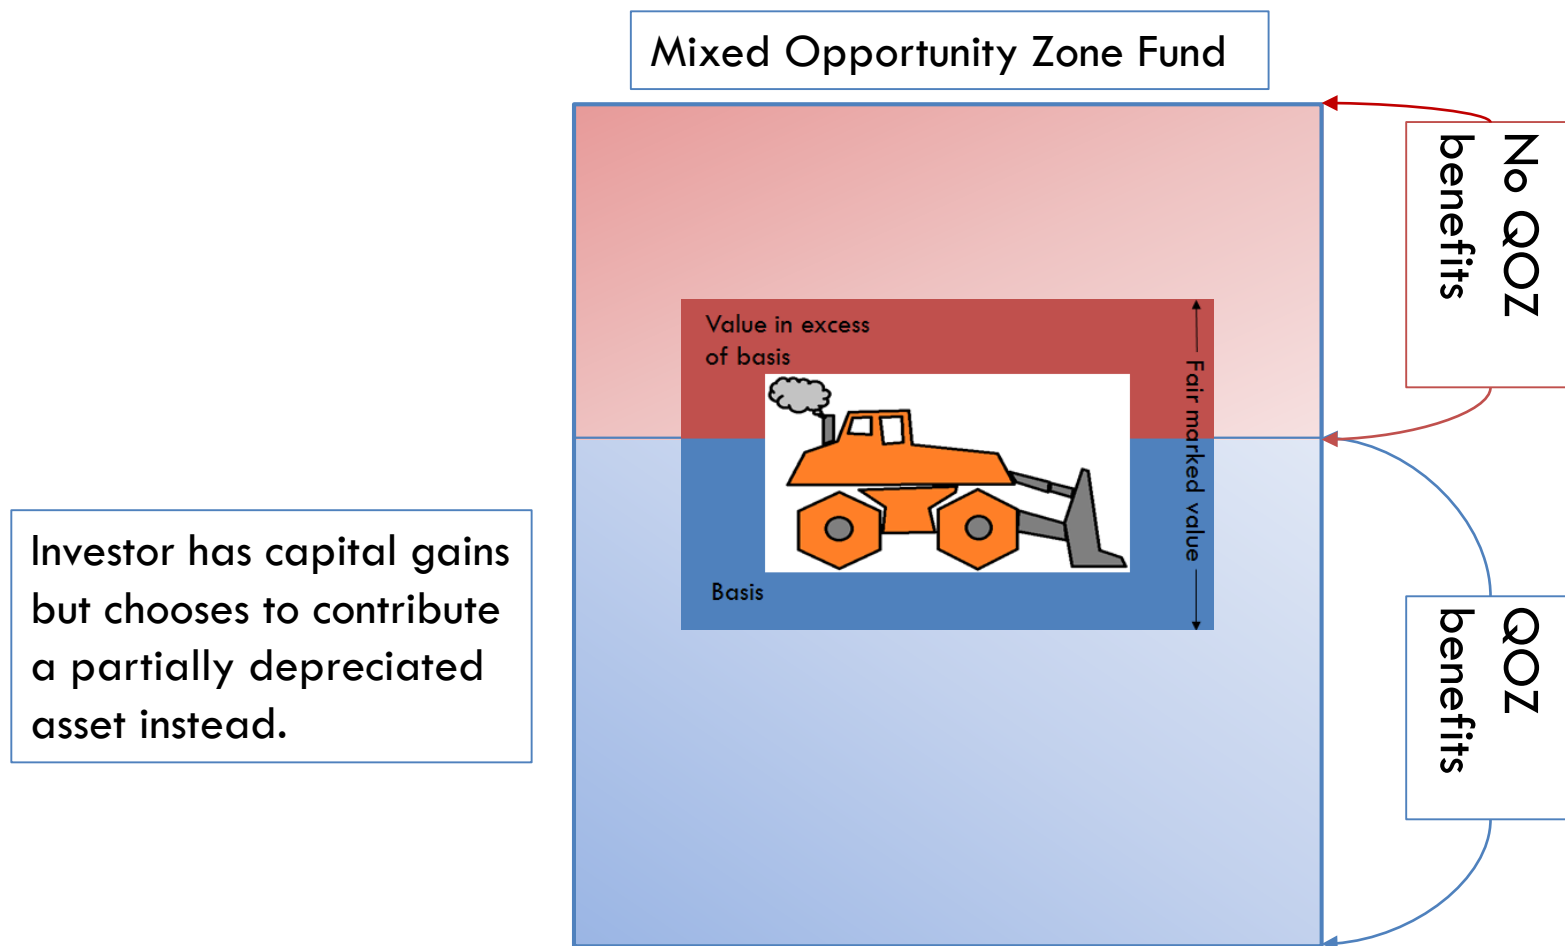 Mixed Opportunity Zone Fund
No QOZ
benefits
Value in excess
of basis
Fair marked value
Basis
Investor has capital gains
but chooses to contribute
a partially depreciated
asset instead.
QOZ
benefits